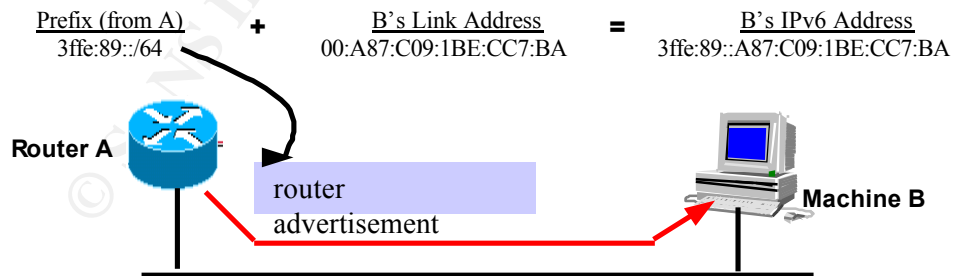 Prefix (from A) + B's Link Address = B's IPv6 Address
3ffe:89::/64 00:A87:C09:1BE:CC7:BA 3ffe:89::A87:C09:1BE:CC7:BA
Router A
router
advertisement
Machine B
©